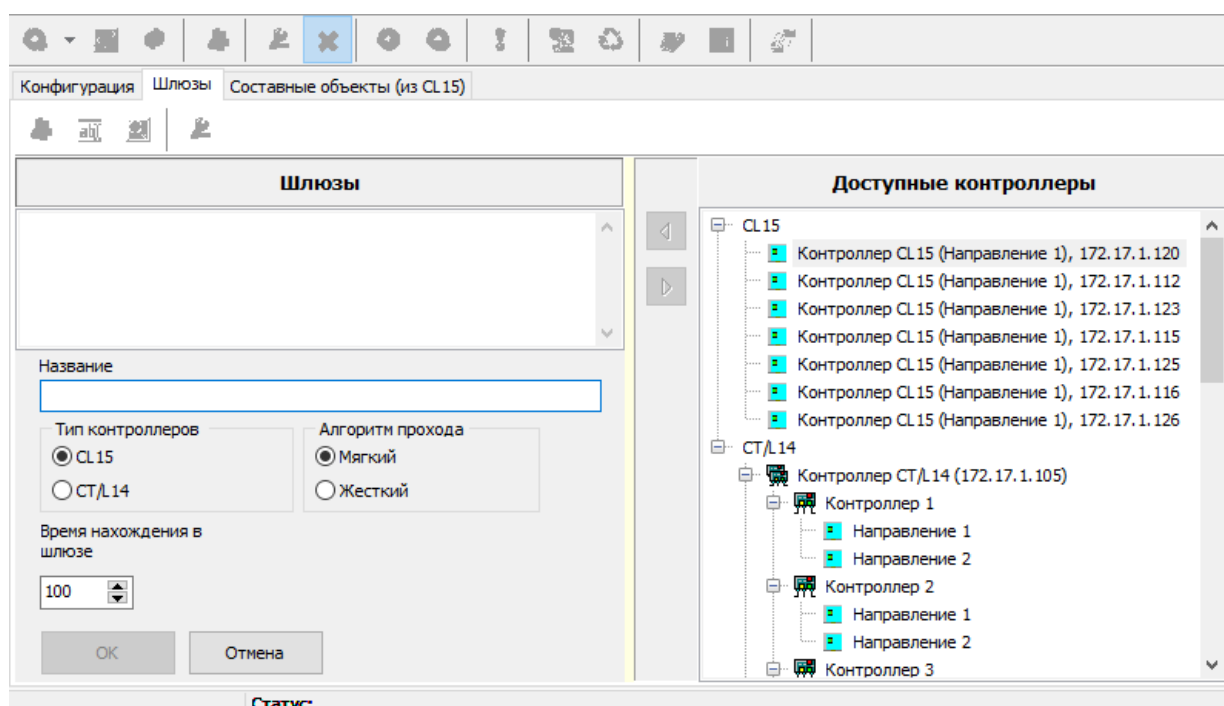 Конфигурация Шлюзы Составные объекты (из CL15)
Шлюзы
Название
Тип контроллеров
CL15
CT/L14
Алгоритм прохода
Мягкий
Жесткий
Время нахождения в
шлюзе
100
OK Отмена
Доступные контроллеры
CL15
Контроллер CL15 (Направление 1), 172.17.1.120
Контроллер CL15 (Направление 1), 172.17.1.112
Контроллер CL15 (Направление 1), 172.17.1.123
Контроллер CL15 (Направление 1), 172.17.1.115
Контроллер CL15 (Направление 1), 172.17.1.125
Контроллер CL15 (Направление 1), 172.17.1.116
Контроллер CL15 (Направление 1), 172.17.1.126
CT/L14
Контроллер CT/L14 (172.17.1.105)
Контроллер 1
Направление 1
Направление 2
Контроллер 2
Направление 1
Направление 2
Контроллер 3
Статус: